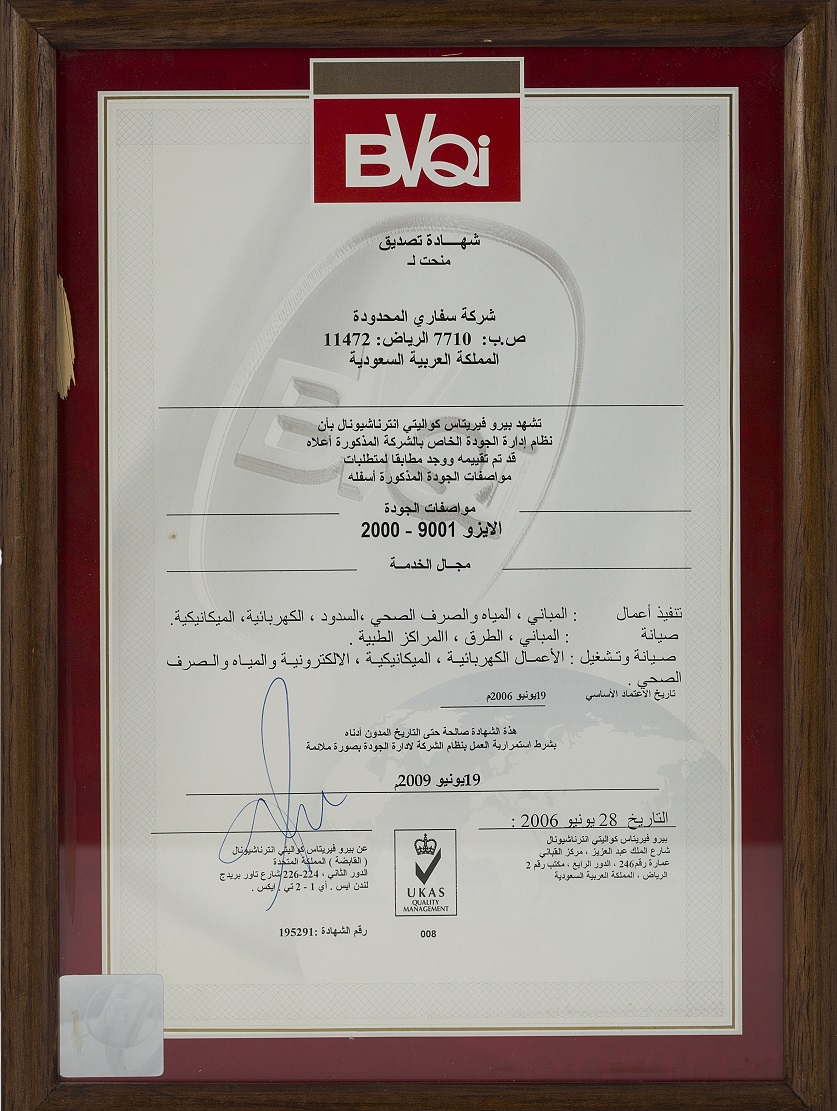 BVQi
شهـــادة تصديق
منحت لـ
شركة سفاري المحدودة
ص.ب: 7710 الرياض: 11472
المملكة العربية السعودية
تشهد بيرو فيريتاس كواليتي انترناشيونال بأن
نظام إدارة الجودة الخاص بالشركة المذكورة أعلاه
قد تم تقييمه ووجد مطابقا لمتطلبات
مواصفات الجودة المذكورة أسفله
مواصفات الجودة
الايزو 9001 - 2000
مجـال الخدمـة
تنفيذ أعمال : المباني ، المياه والصرف الصحي ،السدود ، الكهربائية، الميكانيكية.
صيانة : المباني ، الطرق ، االمراكز الطبية .
صـيانة وتـشغيل : الأعمـال الكهربائيـة ، الميكانيكيـة ، الالكترونيـة والميـاه والـصرف
الصحي .
تاريخ الاعتماد الأساسي 19يونيو 2006م
هذة الشهادة صالحة حتى التاريخ المدون أدناه
بشرط استمرارية العمل بنظام الشركة لادارة الجودة بصورة ملائمة
19يونيو 2009م
التاريخ 28 يونيو 2006 :
بيرو فيريتاس كواليتي انترناشيونال
شارع الملك عبد العزيز ، مركز القباني
عمارة رقم246 ، الدور الرابع ، مكتب رقم 2
الرياض ، المملكة العربية السعودية
عن بيرو فيريتاس كواليتي انترناشيونال
( القابضة ) المملكة المتحدة
الدور الثاني ، 224-226 شارع تاور بريدج
لندن ايس . أي 1 - 2 تي . ايكس .
UKAS
QUALITY
MANAGEMENT
008
رقم الشهادة :195291